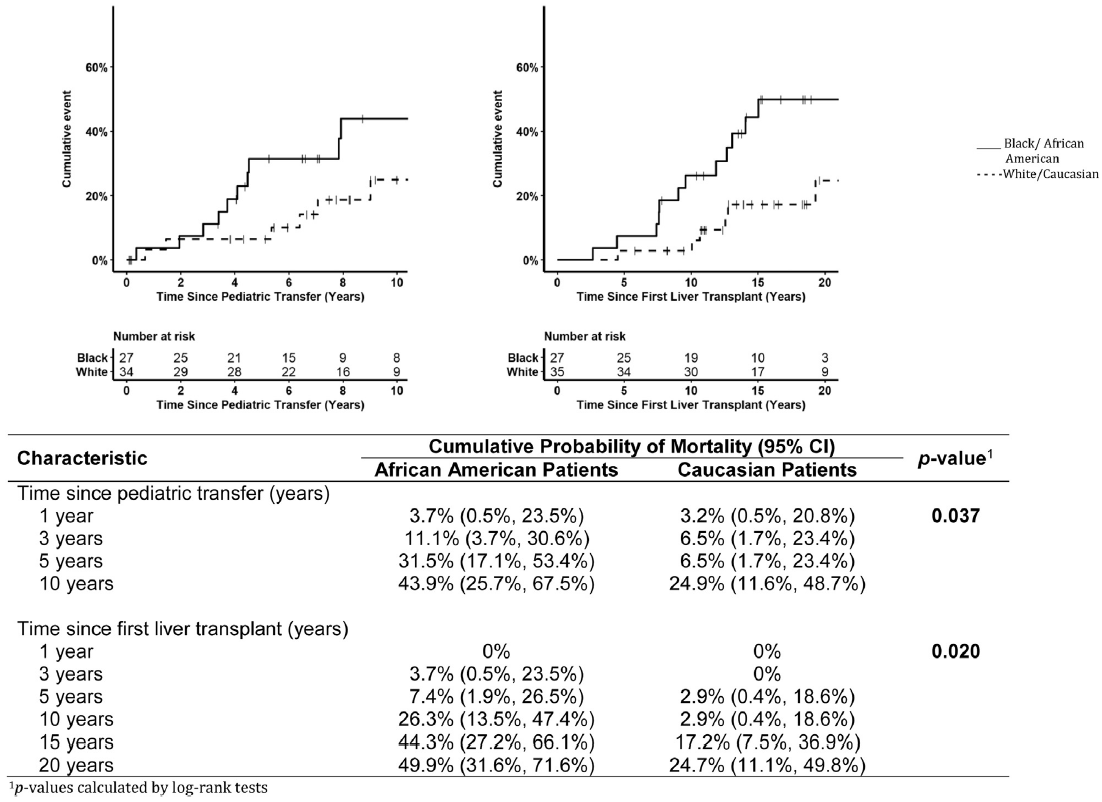 Cumulative event
60%
40%
20%
0%
0 2 4 6 8 10
Time Since Pediatric Transfer (Years)
Number at risk
Black 27 25 21 15 9 8
White 34 29 28 22 16 9
0 2 4 6 8 10
Time Since Pediatric Transfer (Years)
Cumulative event
60%
40%
20%
0%
0 5 10 15 20
Time Since First Liver Transplant (Years)
Number at risk
Black 27 25 19 10 3
White 35 34 30 17 9
0 5 10 15 20
Time Since First Liver Transplant (Years)
Black/ African
American
White/Caucasian
Characteristic Cumulative Probability of Mortality (95% CI) p-value¹
African American Patients Caucasian Patients
Time since pediatric transfer (years)
1 year 3.7% (0.5%, 23.5%) 3.2% (0.5%, 20.8%) 0.037
3 years 11.1% (3.7%, 30.6%) 6.5% (1.7%, 23.4%)
5 years 31.5% (17.1%, 53.4%) 6.5% (1.7%, 23.4%)
10 years 43.9% (25.7%, 67.5%) 24.9% (11.6%, 48.7%)
Time since first liver transplant (years)
1 year 0% 0% 0.020
3 years 3.7% (0.5%, 23.5%) 0%
5 years 7.4% (1.9%, 26.5%) 2.9% (0.4%, 18.6%)
10 years 26.3% (13.5%, 47.4%) 2.9% (0.4%, 18.6%)
15 years 44.3% (27.2%, 66.1%) 17.2% (7.5%, 36.9%)
20 years 49.9% (31.6%, 71.6%) 24.7% (11.1%, 49.8%)
¹p-values calculated by log-rank tests